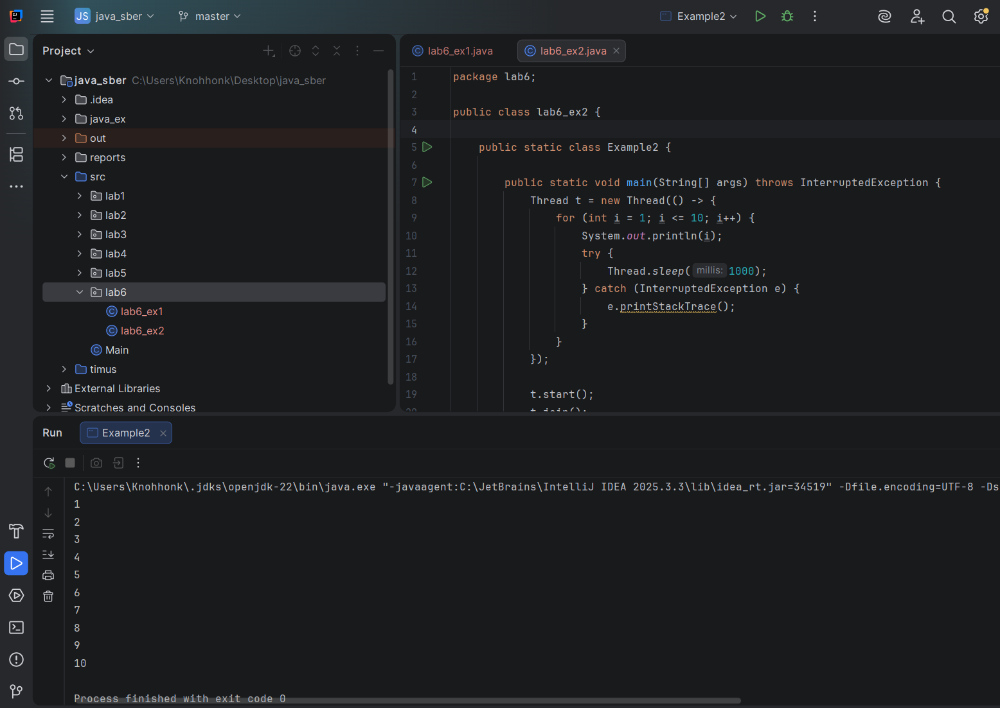 JS java_sber master Example2
Project
java_sber C:\Users\Knohhonk\Desktop\java_sber
.idea
java_ex
out
reports
src
lab1
lab2
lab3
lab4
lab5
lab6
lab6_ex1
lab6_ex2
Main
timus
External Libraries
Scratches and Consoles
lab6_ex1.java lab6_ex2.java
1 package lab6;
2
3 public class lab6_ex2 {
4
5 public static class Example2 {
6
7 public static void main(String[] args) throws InterruptedException {
8 Thread t = new Thread(() -> {
9 for (int i = 1; i <= 10; i++) {
10 System.out.println(i);
11 try {
12 Thread.sleep( millis: 1000);
13 } catch (InterruptedException e) {
14 e.printStackTrace();
15 }
16 }
17 });
18
19 t.start();
20 t.join();
Run Example2
C:\Users\Knohhonk\.jdks\openjdk-22\bin\java.exe "-javaagent:C:\JetBrains\IntelliJ IDEA 2025.3.3\lib\idea_rt.jar=34519" -Dfile.encoding=UTF-8 -Ds
1
2
3
4
5
6
7
8
9
10
Process finished with exit code 0